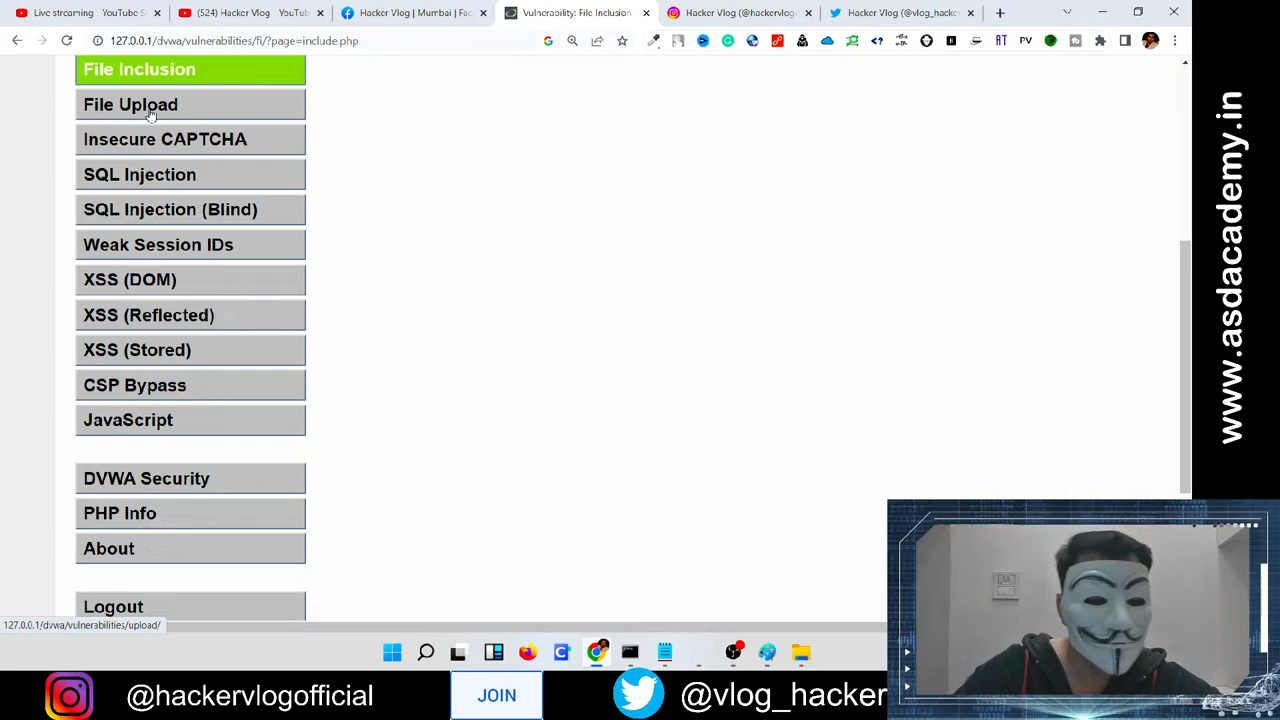 Live streaming - YouTube S
(524) Hacker Vlog - YouTub
Hacker Vlog | Mumbai | Fac
Vulnerability: File Inclusion
Hacker Vlog (@hackervlog
Hacker Vlog (@vlog_hacke
127.0.0.1/dvwa/vulnerabilities/fi/?page=include.php
File Inclusion
File Upload
Insecure CAPTCHA
SQL Injection
SQL Injection (Blind)
Weak Session IDs
XSS (DOM)
XSS (Reflected)
XSS (Stored)
CSP Bypass
JavaScript
DVWA Security
PHP Info
About
Logout
127.0.0.1/dvwa/vulnerabilities/upload/
www.asdacademy.in
@hackervlogofficial
JOIN
@vlog_hacker